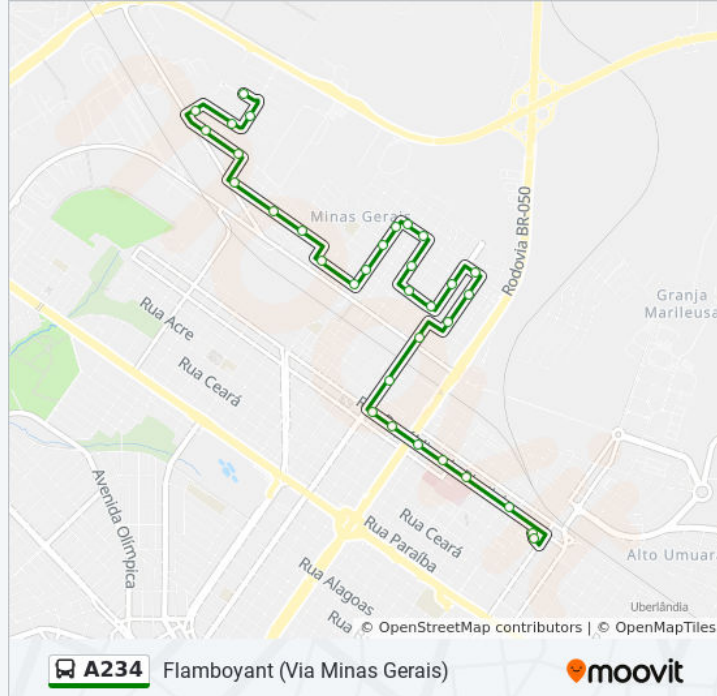 Minas Gerais
Rodovia BR-050
Granja
Marileusa
Rua Acre
Rua Ceará
Avenida Olímpica
Rua Ceará
Rua Paraíba
Alto Umuar
Rua Alagoas
Uberlândia
© OpenStreetMap contributors | © OpenMapTiles
A234 Flamboyant (Via Minas Gerais)
moovit